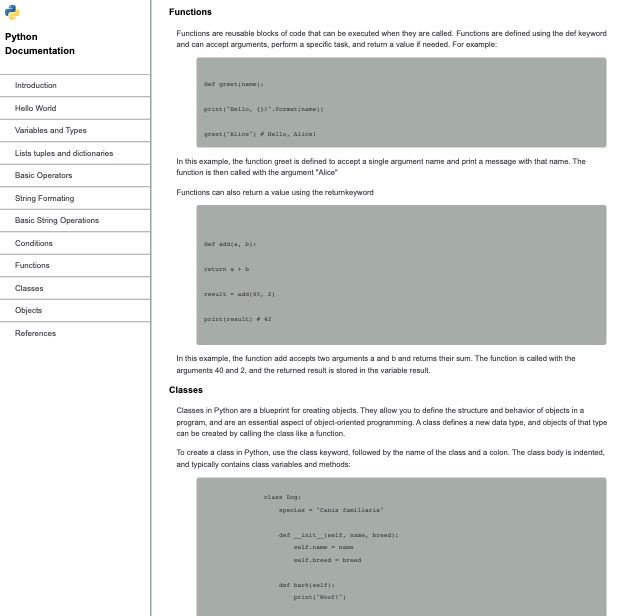 Python
Documentation
Introduction
Hello World
Variables and Types
Lists tuples and dictionaries
Basic Operators
String Formating
Basic String Operations
Conditions
Functions
Classes
Objects
References
Functions
Functions are reusable blocks of code that can be executed when they are called. Functions are defined using the def keyword
and can accept arguments, perform a specific task, and return a value if needed. For example:
def greet(name):
print("Hello, {}!".format(name))
greet("Alice") # Hello, Alice!
In this example, the function greet is defined to accept a single argument name and print a message with that name. The
function is then called with the argument "Alice"
Functions can also return a value using the returnkeyword
def add(a, b):
return a + b
result = add(40, 2)
print(result) # 42
In this example, the function add accepts two arguments a and b and returns their sum. The function is called with the
arguments 40 and 2, and the returned result is stored in the variable result.
Classes
Classes in Python are a blueprint for creating objects. They allow you to define the structure and behavior of objects in a
program, and are an essential aspect of object-oriented programming. A class defines a new data type, and objects of that type
can be created by calling the class like a function.
To create a class in Python, use the class keyword, followed by the name of the class and a colon. The class body is indented,
and typically contains class variables and methods:
class Dog:
species = "Canis familiaris"
def __init__(self, name, breed):
self.name = name
self.breed = breed
def bark(self):
print("Woof!")